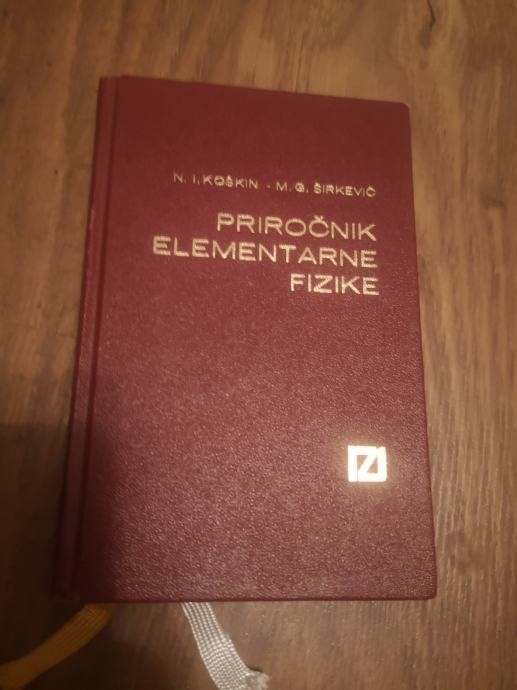 N. I. KOŠKIN - M. G. ŠIRKEVIČ
PRIROČNIK
ELEMENTARNE
FIZIKE